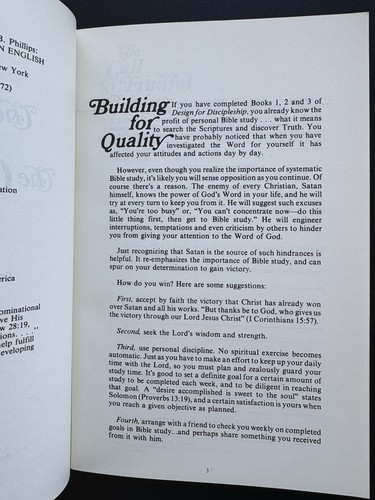 B. Phillips:
N ENGLISH
ew York
72)
ation
erica
ominational
ve His
w 28:19,
ions. . . .
help fulfill
developing
Building
for
Quality
If you have completed Books 1, 2 and 3 of
Design for Discipleship, you already know the
profit of personal Bible study . . . what it means
to search the Scriptures and discover Truth. You
have probably noticed that when you have
investigated the Word for yourself it has
affected your attitudes and actions day by day.
However, even though you realize the importance of systematic
Bible study, it's likely you will sense opposition as you continue. Of
course there's a reason. The enemy of every Christian, Satan
himself, knows the power of God's Word in your life, and he will
try at every turn to keep you from it. He will suggest such excuses
as, "You're too busy" or, "You can't concentrate now—do this
little thing first, then get to Bible study." He will engineer
interruptions, temptations and even criticism by others to hinder
you from giving your attention to the Word of God.
Just recognizing that Satan is the source of such hindrances is
helpful. It re-emphasizes the importance of Bible study, and can
spur on your determination to gain victory.
How do you win? Here are some suggestions:
First, accept by faith the victory that Christ has already won
over Satan and all his works. "But thanks be to God, who gives us
the victory through our Lord Jesus Christ" (I Corinthians 15:57).
Second, seek the Lord's wisdom and strength.
Third, use personal discipline. No spiritual exercise becomes
automatic. Just as you have to make an effort to keep up your daily
time with the Lord, so you must plan and zealously guard your
study time. It's good to set a definite goal for a certain amount of
study to be completed each week, and to be diligent in reaching
that goal. A "desire accomplished is sweet to the soul" states
Solomon (Proverbs 13:19), and a certain satisfaction is yours when
you reach a given objective as planned.
Fourth, arrange with a friend to check you weekly on completed
goals in Bible study...and perhaps share something you received
from it with him.
3